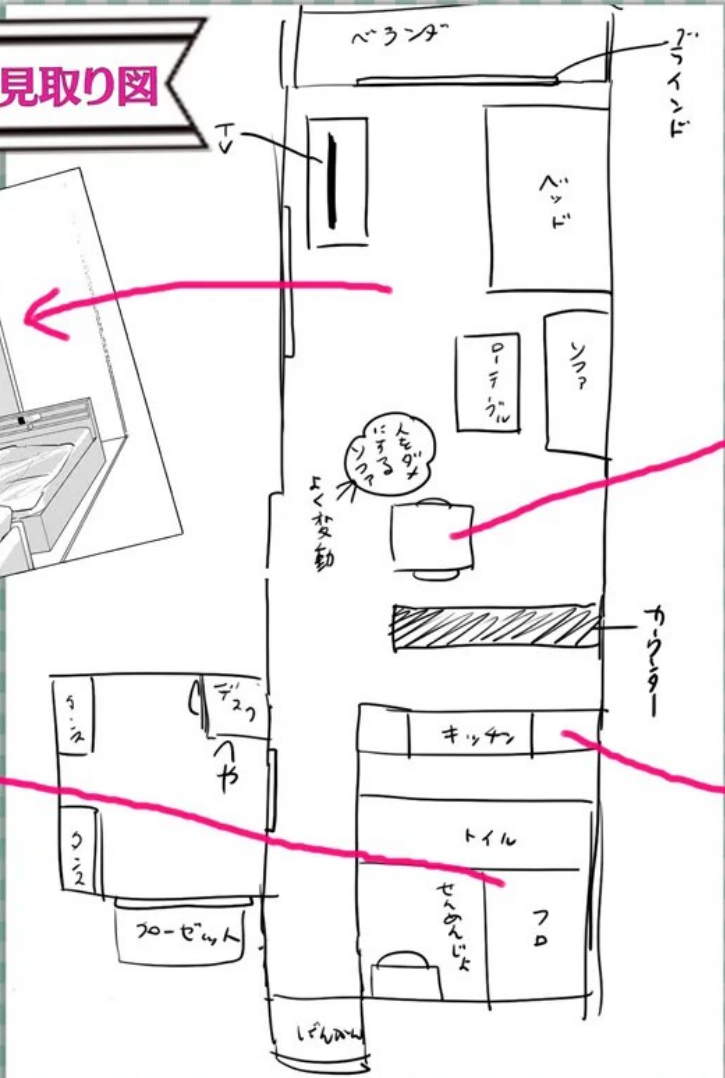 見取り図
ベランダ
ブラインド
TV
ベッド
ローテーブル
ソファ
人をダメ
にする
ソファ
よく変動
カウンター
タンス
デスク
へや
キッチン
タンス
トイレ
せんめんじょ
フロ
クローゼット
げんかん